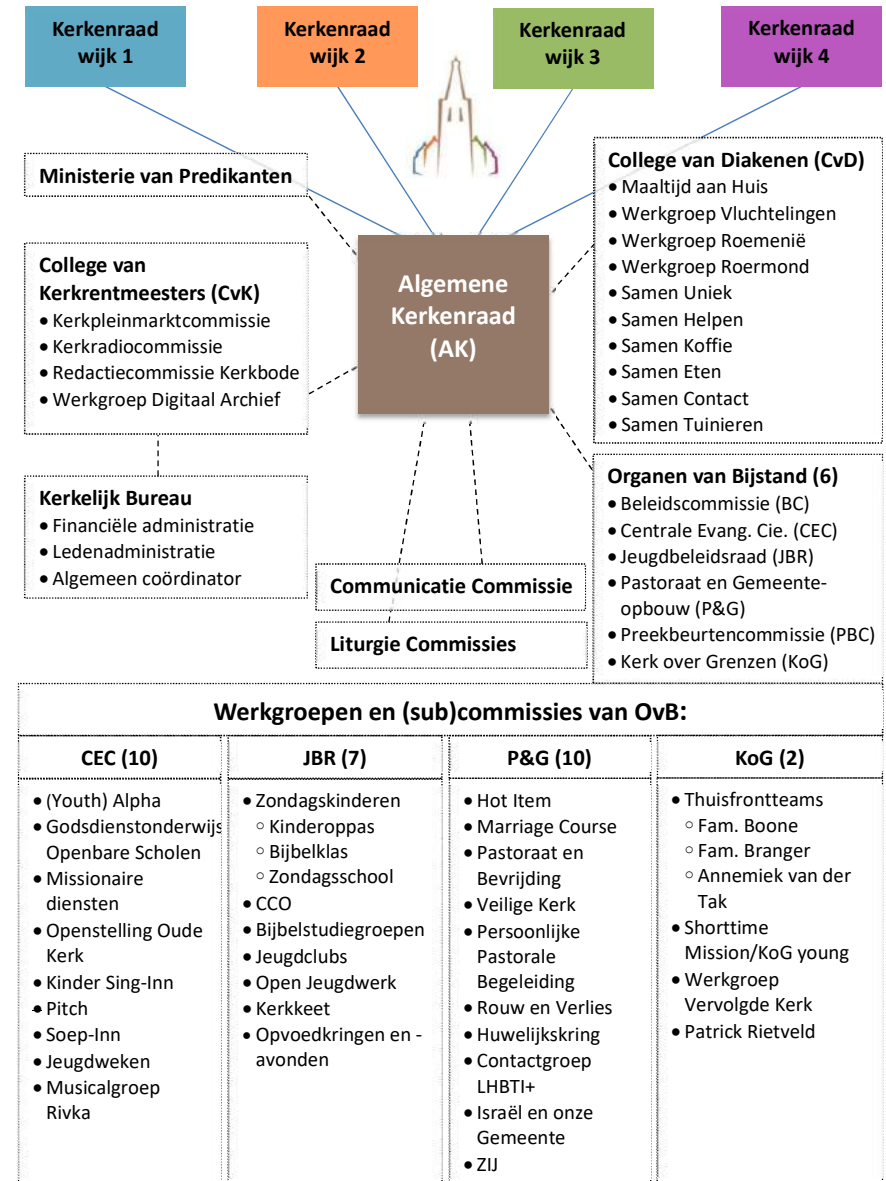 Kerkenraad
wijk 1
Kerkenraad
wijk 2
Kerkenraad
wijk 3
Kerkenraad
wijk 4
Ministerie van Predikanten
College van
Kerkrentmeesters (CvK)
• Kerkpleinmarktcommissie
• Kerkradiocommissie
• Redactiecommissie Kerkbode
• Werkgroep Digitaal Archief
Kerkelijk Bureau
• Financiële administratie
• Ledenadministratie
• Algemeen coördinator
Algemene
Kerkenraad
(AK)
Communicatie Commissie
Liturgie Commissies
College van Diakenen (CvD)
• Maaltijd aan Huis
• Werkgroep Vluchtelingen
• Werkgroep Roemenië
• Werkgroep Roermond
• Samen Uniek
• Samen Helpen
• Samen Koffie
• Samen Eten
• Samen Contact
• Samen Tuinieren
Organen van Bijstand (6)
• Beleidscommissie (BC)
• Centrale Evang. Cie. (CEC)
• Jeugdbeleidsraad (JBR)
• Pastoraat en Gemeente-
opbouw (P&G)
• Preekbeurtencommissie (PBC)
• Kerk over Grenzen (KoG)
Werkgroepen en (sub)commissies van OvB:
CEC (10)
• (Youth) Alpha
• Godsdienstonderwijs
Openbare Scholen
• Missionaire
diensten
• Openstelling Oude
Kerk
• Kinder Sing-Inn
• Pitch
• Soep-Inn
• Jeugdweken
• Musicalgroep
Rivka
JBR (7)
• Zondagskinderen
○ Kinderoppas
○ Bijbelklas
○ Zondagsschool
• CCO
• Bijbelstudiegroepen
• Jeugdclubs
• Open Jeugdwerk
• Kerkkeet
• Opvoedkringen en -
avonden
P&G (10)
• Hot Item
• Marriage Course
• Pastoraat en
Bevrijding
• Veilige Kerk
• Persoonlijke
Pastorale
Begeleiding
• Rouw en Verlies
• Huwelijkskring
• Contactgroep
LHBTI+
• Israël en onze
Gemeente
• ZIJ
KoG (2)
• Thuisfrontteams
○ Fam. Boone
○ Fam. Branger
○ Annemiek van der
Tak
• Shorttime
Mission/KoG young
• Werkgroep
Vervolgde Kerk
• Patrick Rietveld